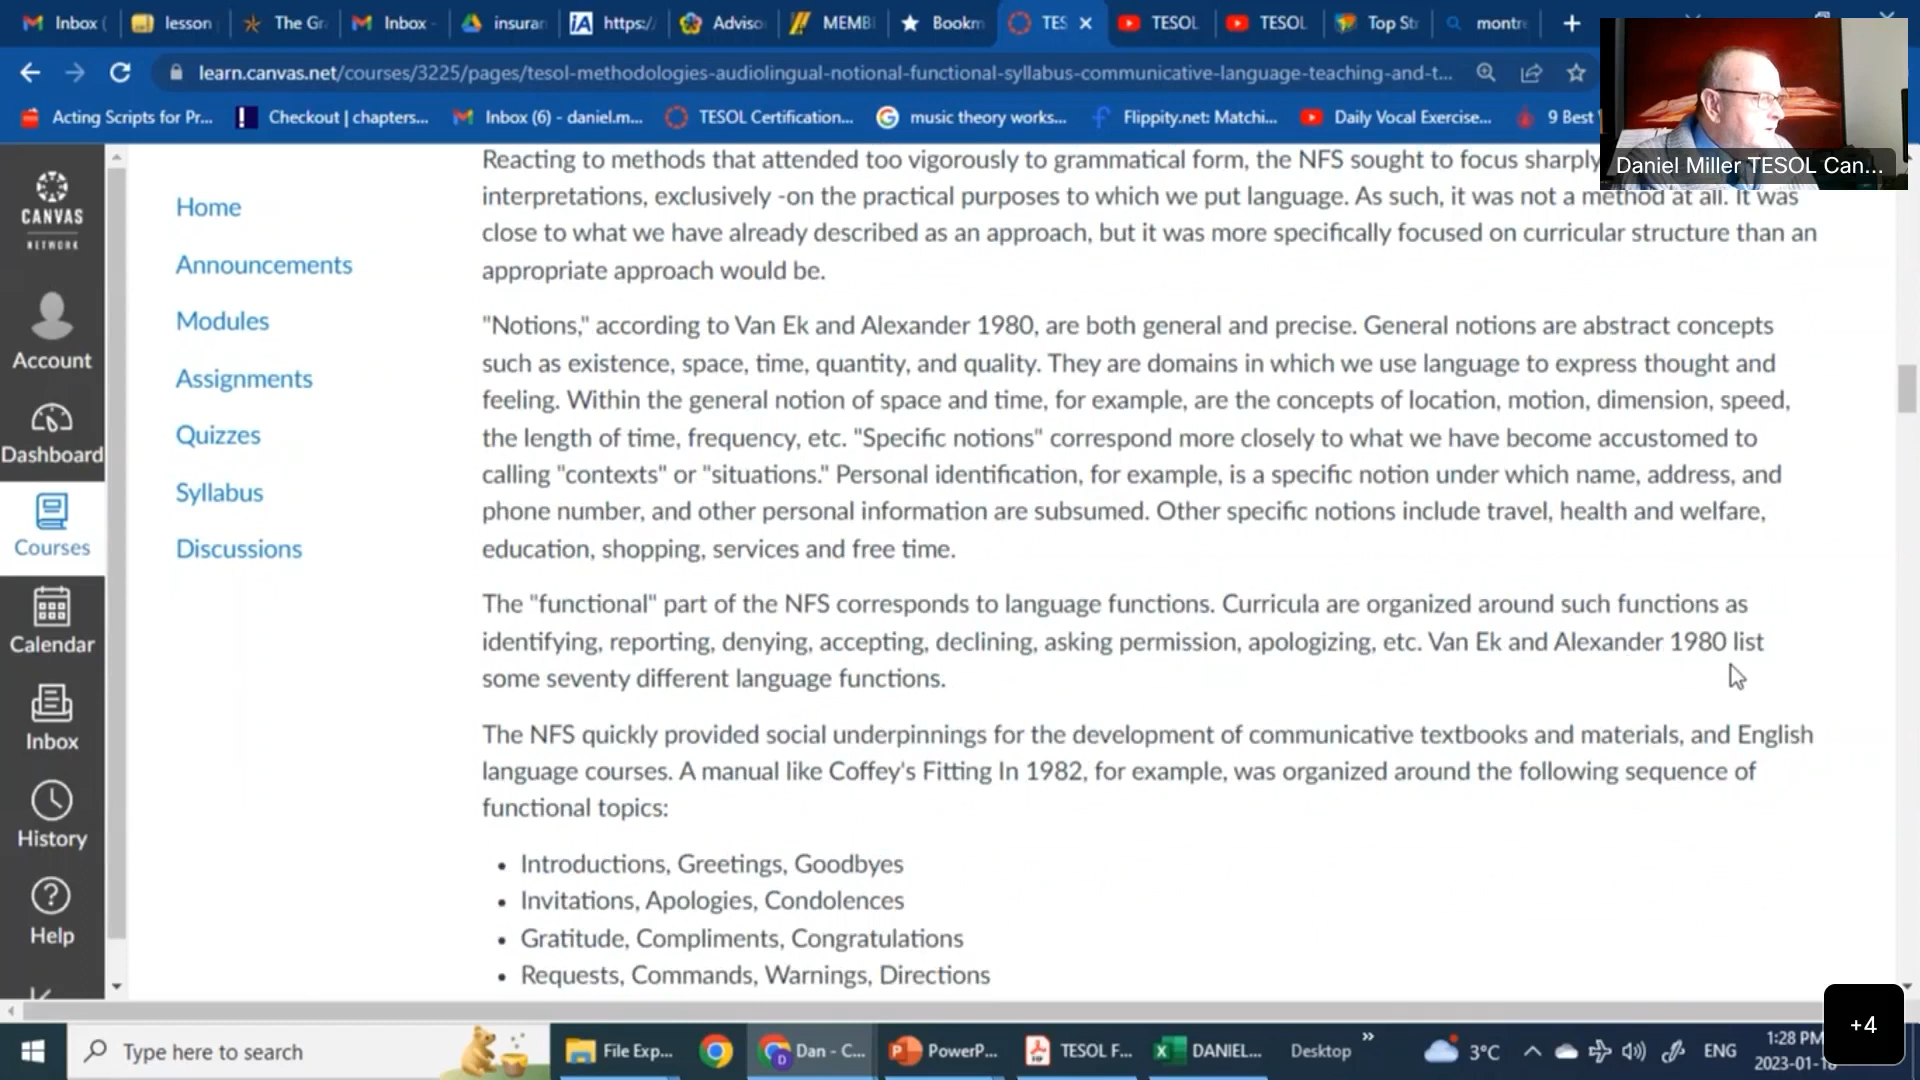 Inbox (
lesson
The Gr
Inbox -
insura
iA
https:/
Adviso
MEMB
Bookm
TES
TESOL
TESOL
Top St
montr
learn.canvas.net/courses/3225/pages/tesol-methodologies-audiolingual-notional-functional-syllabus-communicative-language-teaching-and-t...
Acting Scripts for Pr...
Checkout | chapters...
Inbox (6) - daniel.m...
TESOL Certification...
music theory works...
Flippity.net: Matchi...
Daily Vocal Exercise...
9 Best
Daniel Miller TESOL Can...
CANVAS
NETWORK
Account
Dashboard
Courses
Calendar
Inbox
History
Help
Home
Announcements
Modules
Assignments
Quizzes
Syllabus
Discussions
Reacting to methods that attended too vigorously to grammatical form, the NFS sought to focus sharply
interpretations, exclusively -on the practical purposes to which we put language. As such, it was not a method at all. It was
close to what we have already described as an approach, but it was more specifically focused on curricular structure than an
appropriate approach would be.
"Notions," according to Van Ek and Alexander 1980, are both general and precise. General notions are abstract concepts
such as existence, space, time, quantity, and quality. They are domains in which we use language to express thought and
feeling. Within the general notion of space and time, for example, are the concepts of location, motion, dimension, speed,
the length of time, frequency, etc. "Specific notions" correspond more closely to what we have become accustomed to
calling "contexts" or "situations." Personal identification, for example, is a specific notion under which name, address, and
phone number, and other personal information are subsumed. Other specific notions include travel, health and welfare,
education, shopping, services and free time.
The "functional" part of the NFS corresponds to language functions. Curricula are organized around such functions as
identifying, reporting, denying, accepting, declining, asking permission, apologizing, etc. Van Ek and Alexander 1980 list
some seventy different language functions.
The NFS quickly provided social underpinnings for the development of communicative textbooks and materials, and English
language courses. A manual like Coffey's Fitting In 1982, for example, was organized around the following sequence of
functional topics:
• Introductions, Greetings, Goodbyes
• Invitations, Apologies, Condolences
• Gratitude, Compliments, Congratulations
• Requests, Commands, Warnings, Directions
Type here to search
File Exp...
Dan - C...
PowerP...
TESOL F...
DANIEL...
Desktop
3°C
ENG
1:28 PM
2023-01-1
+4